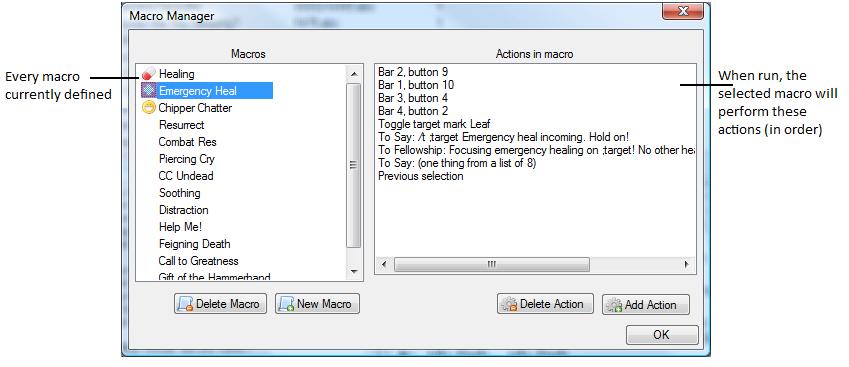 Macro Manager
Macros
Actions in macro
Every macro
currently defined
Healing
Emergency Heal
Chipper Chatter
Resurrect
Combat Res
Piercing Cry
CC Undead
Soothing
Distraction
Help Me!
Feigning Death
Call to Greatness
Gift of the Hammerhand
Bar 2, button 9
Bar 1, button 10
Bar 3, button 4
Bar 4, button 2
Toggle target mark Leaf
To Say: /t ;target Emergency heal incoming. Hold on!
To Fellowship: Focusing emergency healing on ;target! No other hea
To Say: (one thing from a list of 8)
Previous selection
When run, the
selected macro will
perform these
actions (in order)
Delete Macro
New Macro
Delete Action
Add Action
OK